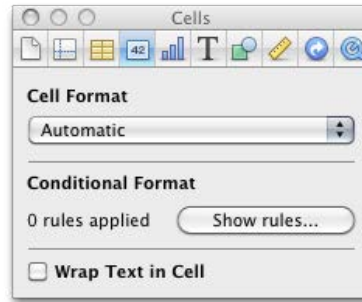 Cells
42
T
Cell Format
Automatic
Conditional Format
0 rules applied
Show rules...
Wrap Text in Cell